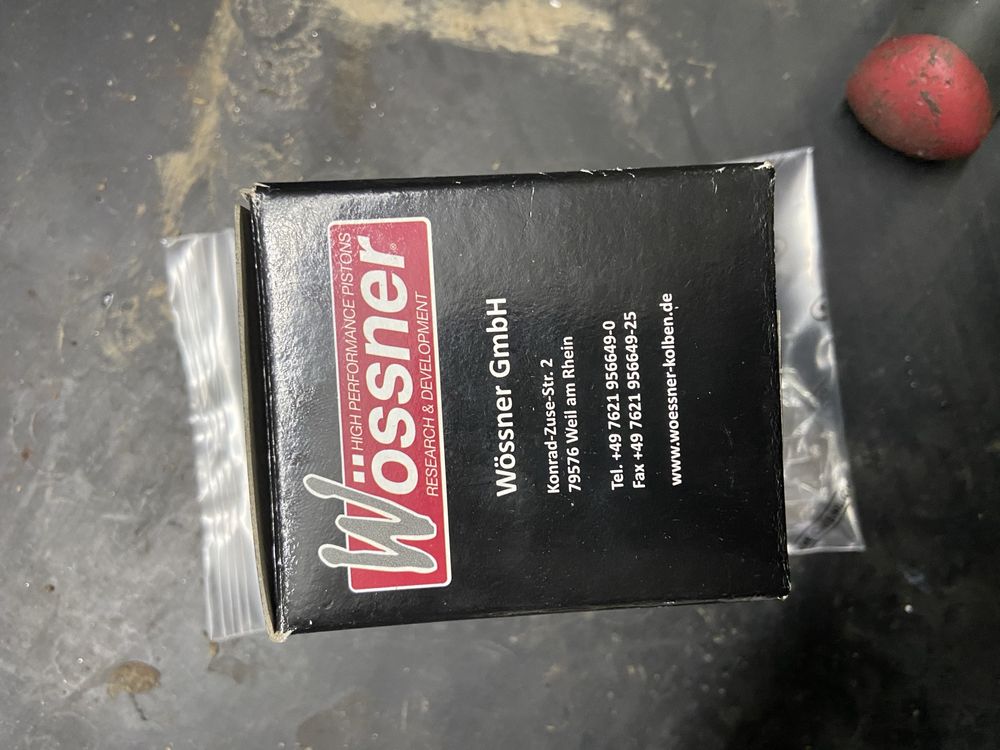 HIGH PERFORMANCE PISTONS
Wössner®
RESEARCH & DEVELOPMENT
Wössner GmbH
Konrad-Zuse-Str. 2
79576 Weil am Rhein
Tel. +49 7621 956649-0
Fax +49 7621 956649-25
www.woessner-kolben.de